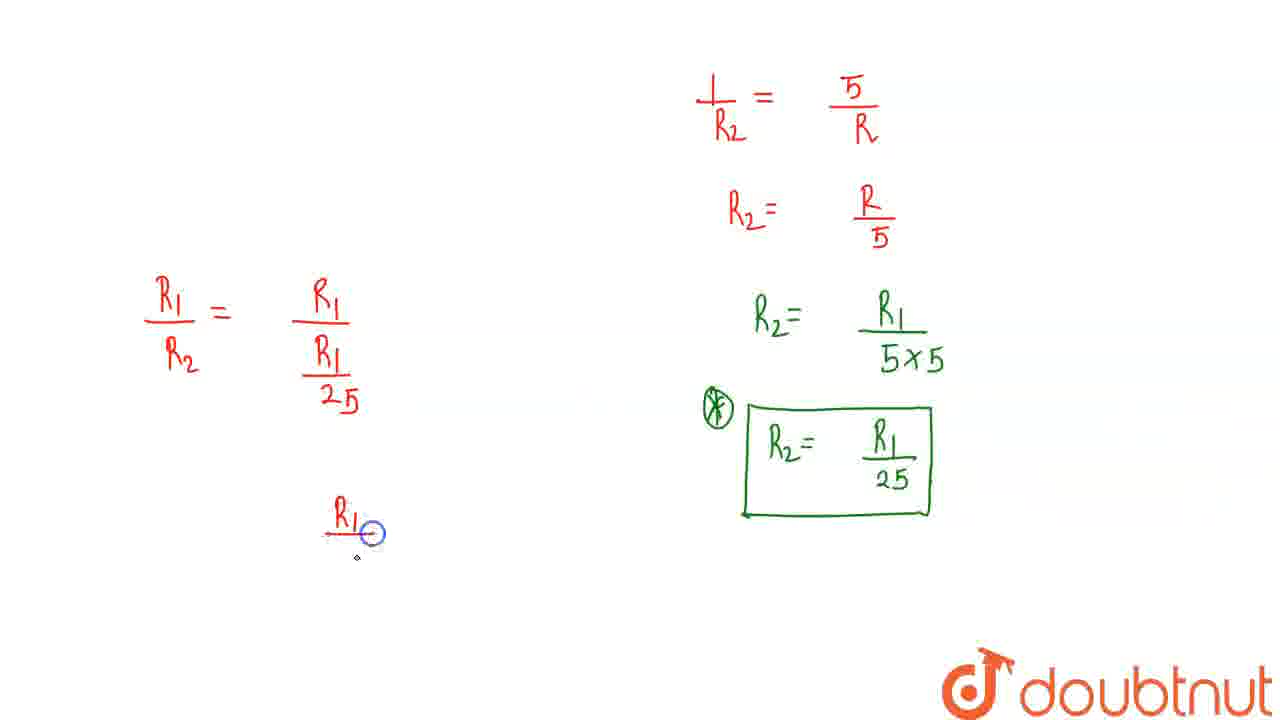 1/R₂ = 5/R
R₂ = R/5
R₂ = R₁/5×5
* R₂ = R₁/25
R₁/R₂ = R₁/(R₁/25)
R₁
doubtnut